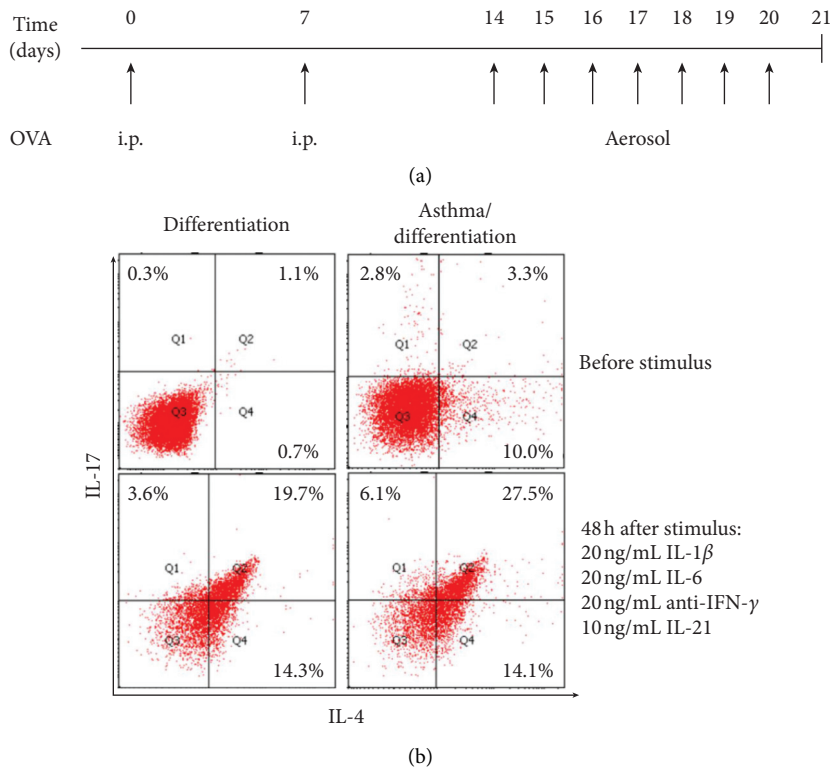 Time (days) 0 7 14 15 16 17 18 19 20 21
OVA i.p. i.p. Aerosol
(a)
Differentiation
Asthma/
differentiation
0.3% 1.1%
Q1 Q2
Q3 Q4
0.7%
2.8% 3.3%
Q1 Q2
Q3 Q4
10.0%
Before stimulus
3.6% 19.7%
Q1 Q2
Q3 Q4
14.3%
6.1% 27.5%
Q1 Q2
Q3 Q4
14.1%
48 h after stimulus:
20 ng/mL IL-1β
20 ng/mL IL-6
20 ng/mL anti-IFN-γ
10 ng/mL IL-21
IL-17
IL-4
(b)